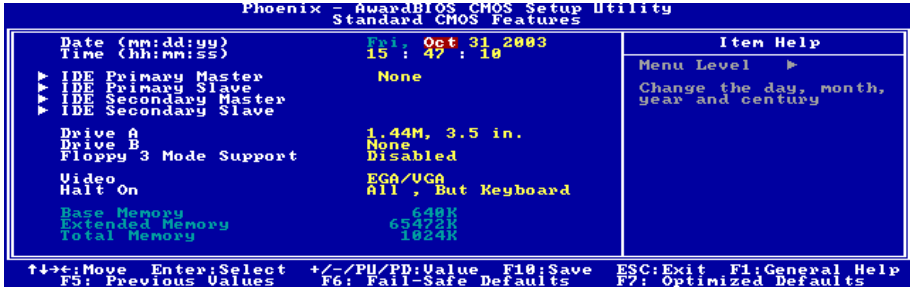 Phoenix - AwardBIOS CMOS Setup Utility
Standard CMOS Features
Date (mm:dd:yy) Fri, Oct 31 2003
Time (hh:mm:ss) 15 : 47 : 10
► IDE Primary Master None
► IDE Primary Slave
► IDE Secondary Master
► IDE Secondary Slave
Drive A 1.44M, 3.5 in.
Drive B None
Floppy 3 Mode Support Disabled
Video EGA/VGA
Halt On All , But Keyboard
Base Memory 640K
Extended Memory 65472K
Total Memory 1024K
Item Help
Menu Level ►
Change the day, month,
year and century
↑↓→←:Move Enter:Select +/-/PU/PD:Value F10:Save ESC:Exit F1:General Help
F5: Previous Values F6: Fail-Safe Defaults F7: Optimized Defaults